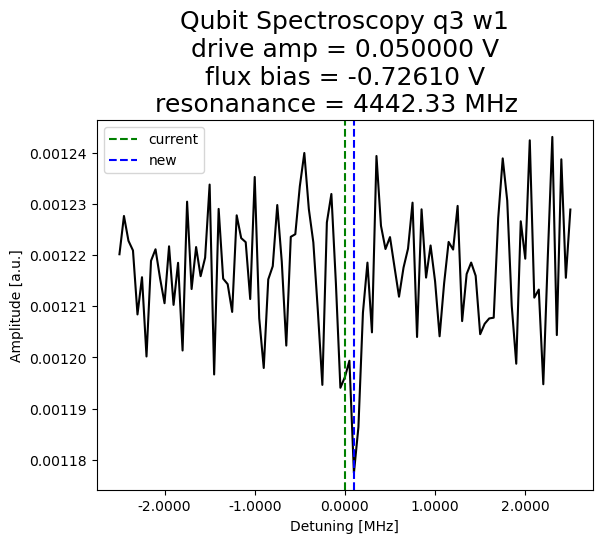 Qubit Spectroscopy q3 w1
drive amp = 0.050000 V
flux bias = -0.72610 V
resonanance = 4442.33 MHz
current
new
0.00124
0.00123
0.00122
0.00121
0.00120
0.00119
0.00118
Amplitude [a.u.]
-2.0000 -1.0000 0.0000 1.0000 2.0000
Detuning [MHz]